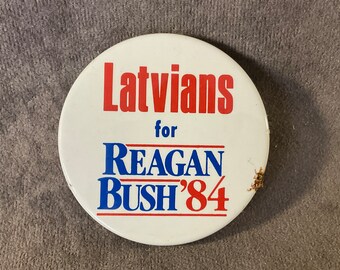 Latvians
for
REAGAN
BUSH '84